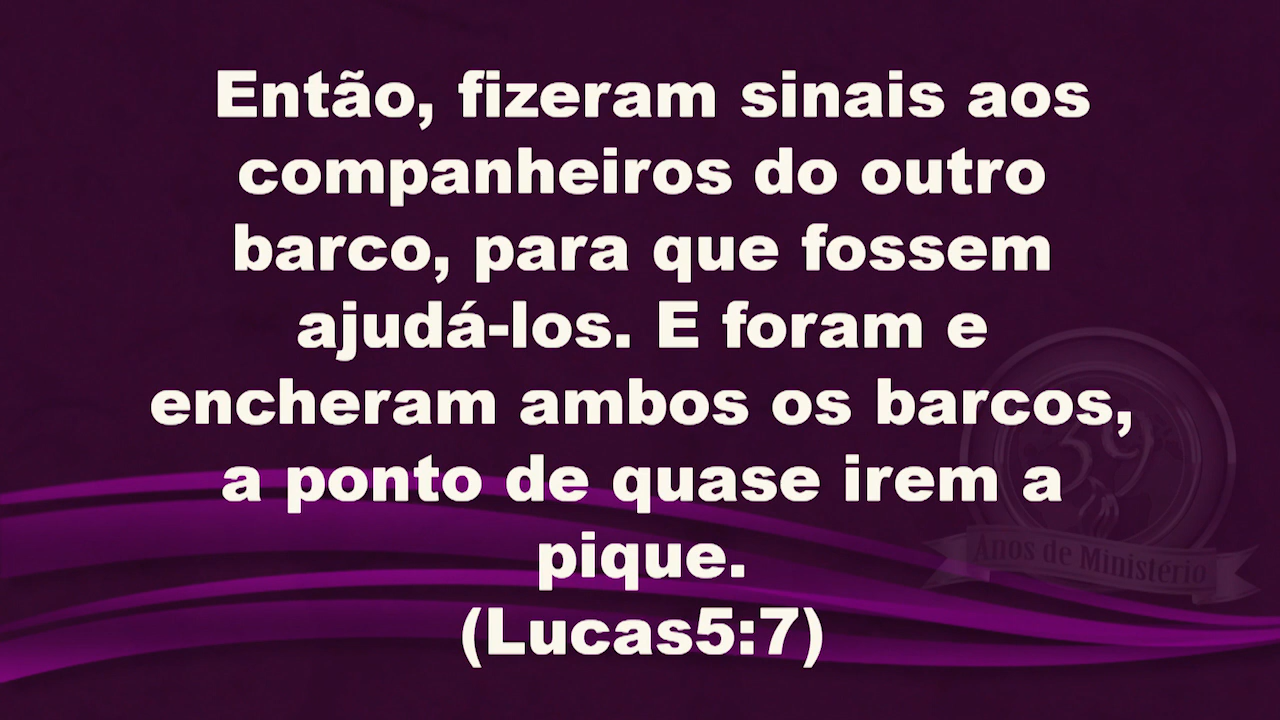 Então, fizeram sinais aos
companheiros do outro
barco, para que fossem
ajudá-los. E foram e
encheram ambos os barcos,
a ponto de quase irem a
pique.
(Lucas5:7)
39
Anos de Ministério